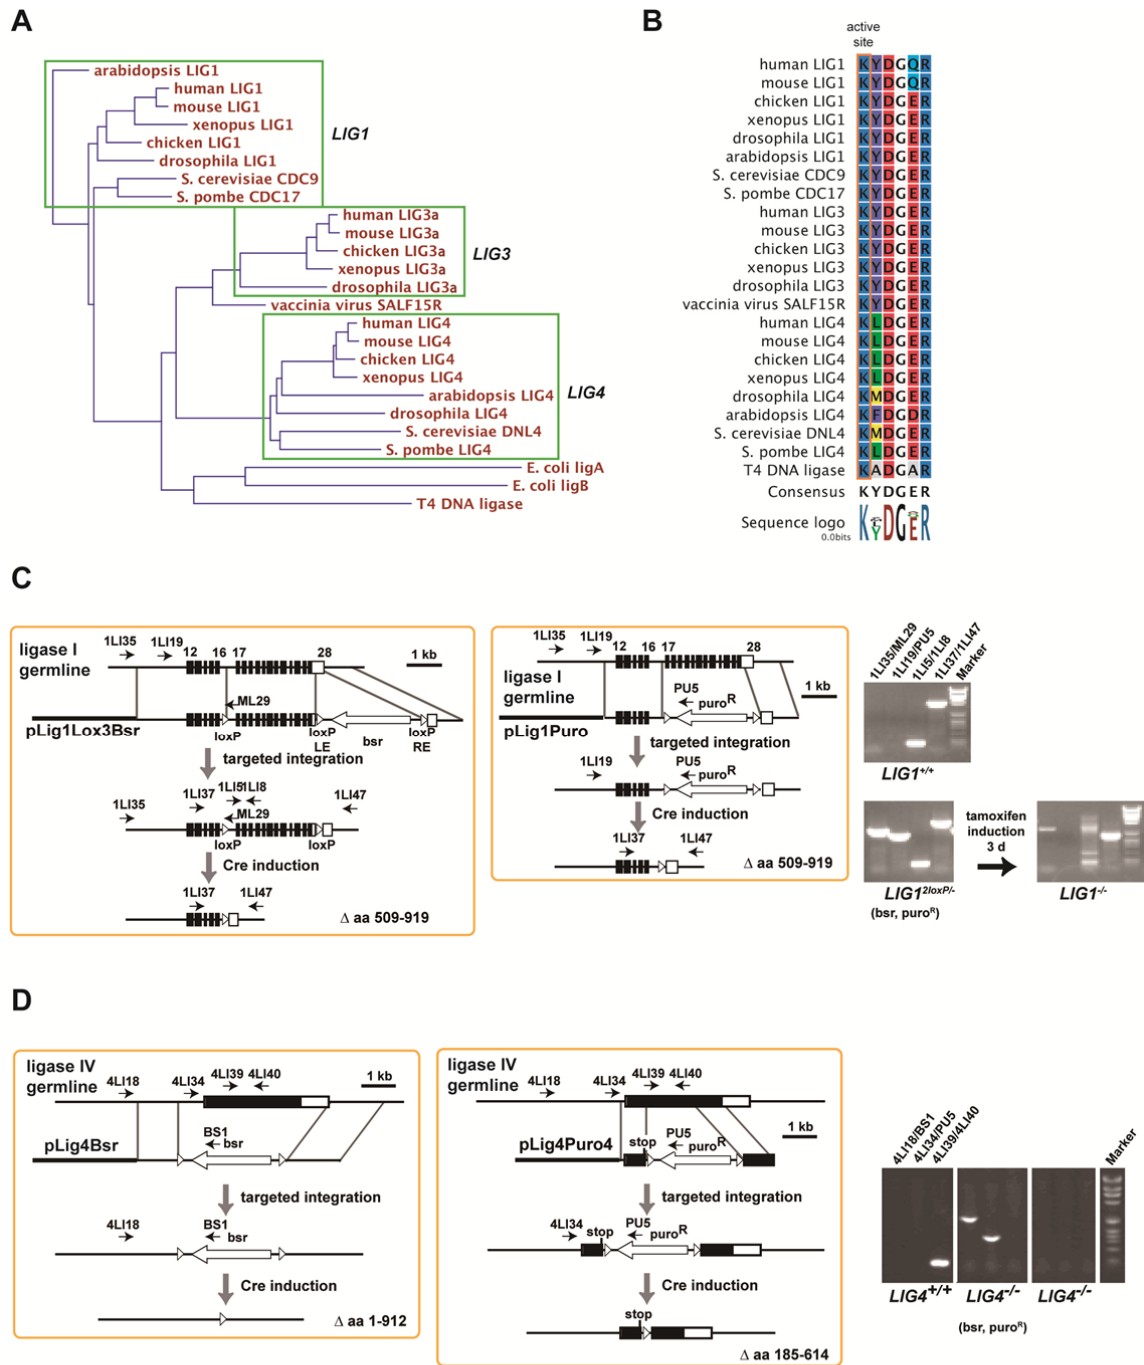 A
arabidopsis LIG1
human LIG1
mouse LIG1
xenopus LIG1
chicken LIG1
drosophila LIG1
S. cerevisiae CDC9
S. pombe CDC17
LIG1
human LIG3a
mouse LIG3a
chicken LIG3a
xenopus LIG3a
drosophila LIG3a
LIG3
vaccinia virus SALF15R
human LIG4
mouse LIG4
chicken LIG4
xenopus LIG4
arabidopsis LIG4
drosophila LIG4
S. cerevisiae DNL4
S. pombe LIG4
LIG4
E. coli ligA
E. coli ligB
T4 DNA ligase
B
active
site
human LIG1 KYDGQR
mouse LIG1 KYDGQR
chicken LIG1 KYDGER
xenopus LIG1 KYDGER
drosophila LIG1 KYDGER
arabidopsis LIG1 KYDGER
S. cerevisiae CDC9 KYDGER
S. pombe CDC17 KYDGER
human LIG3 KYDGER
mouse LIG3 KYDGER
chicken LIG3 KYDGER
xenopus LIG3 KYDGER
drosophila LIG3 KYDGER
vaccinia virus SALF15R KYDGER
human LIG4 KLDGER
mouse LIG4 KLDGER
chicken LIG4 KLDGER
xenopus LIG4 KLDGER
drosophila LIG4 KMDGER
arabidopsis LIG4 KFDGDR
S. cerevisiae DNL4 KMDGER
S. pombe LIG4 KLDGER
T4 DNA ligase KADGAR
Consensus KYDGER
Sequence logo
0.0bits
C
1LI35 1LI19
ligase I
germline
12 16 17 28
1 kb
ML29
pLig1Lox3Bsr
loxP loxP LE bsr loxP RE
targeted integration
1LI37 1LI5 1LI8
1LI35 ML29 1LI47
loxP loxP
Cre induction
1LI37 1LI47
Δ aa 509-919
1LI35 1LI19
12 16 17 28
ligase I
germline
1 kb
PU5 puroR
pLig1Puro
targeted integration
1LI19 PU5 puroR
Cre induction
1LI37 1LI47
Δ aa 509-919
1LI35/ML29
1LI19/PU5
1LI5/1LI8
1LI37/1LI47
Marker
LIG1+/+
tamoxifen
induction
3 d
LIG12loxP/-
(bsr, puroR)
LIG1-/-
D
ligase IV
germline
4LI18 4LI34 4LI39 4LI40
1 kb
BS1
bsr
pLig4Bsr
targeted integration
4LI18 BS1
bsr
Cre induction
Δ aa 1-912
ligase IV
germline
4LI18 4LI34 4LI39 4LI40
1 kb
stop PU5 puroR
pLig4Puro4
targeted integration
4LI34 stop PU5 puroR
Cre induction
stop
Δ aa 185-614
4LI18/BS1
4LI34/PU5
4LI39/4LI40
Marker
LIG4+/+
LIG4-/-
LIG4-/-
(bsr, puroR)